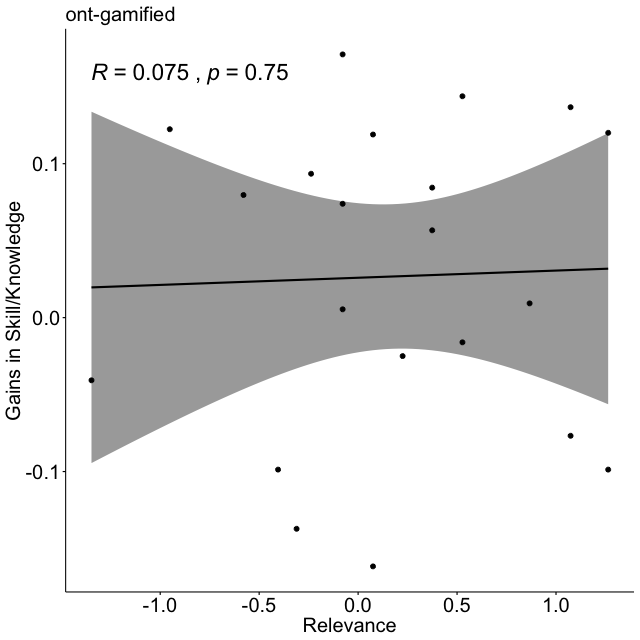 ont-gamified
R = 0.075 , p = 0.75
Gains in Skill/Knowledge
0.1
0.0
-0.1
-1.0 -0.5 0.0 0.5 1.0
Relevance